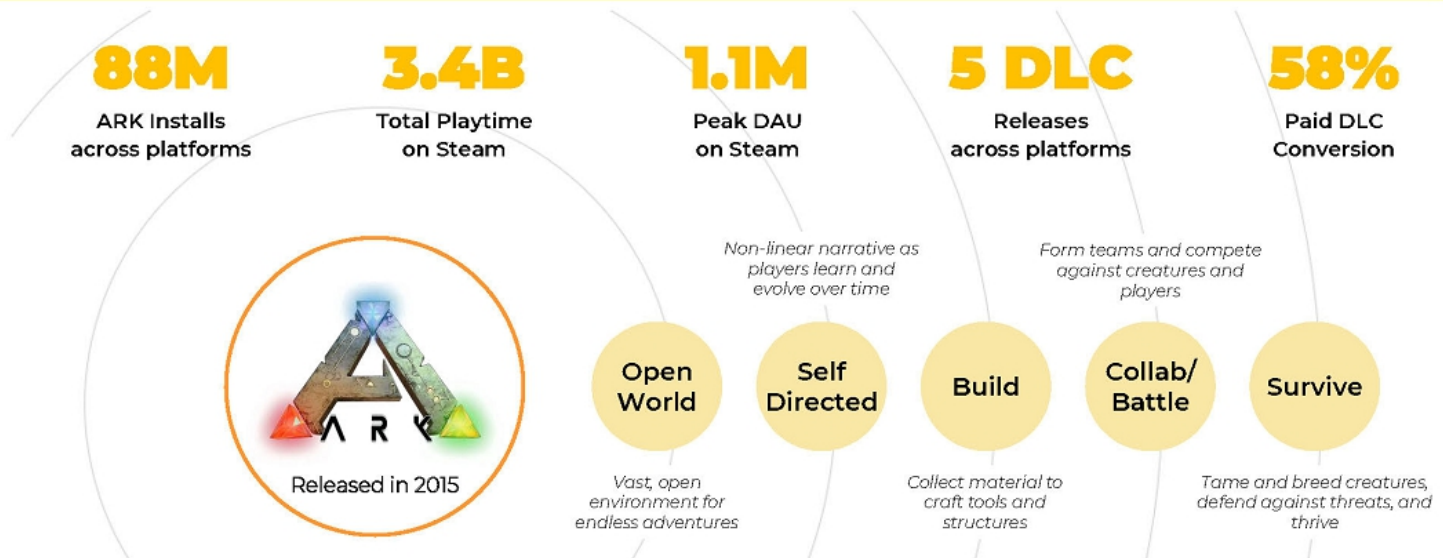 88M
ARK Installs
across platforms
3.4B
Total Playtime
on Steam
1.1M
Peak DAU
on Steam
5 DLC
Releases
across platforms
58%
Paid DLC
Conversion
ARK
Released in 2015
Open
World
Vast, open
environment for
endless adventures
Non-linear narrative as
players learn and
evolve over time
Self
Directed
Build
Collect material to
craft tools and
structures
Form teams and compete
against creatures and
players
Collab/
Battle
Survive
Tame and breed creatures,
defend against threats, and
thrive